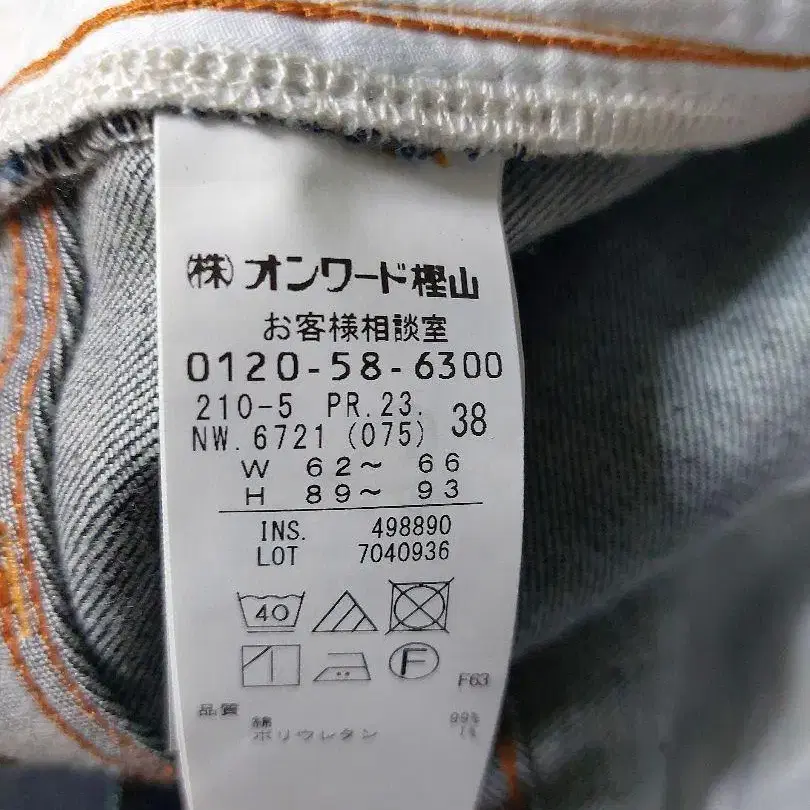 ㈱オンワード樫山
お客様相談室
0120-58-6300
210-5 PR.23. 38
NW.6721(075)
W 62～ 66
H 89～ 93
INS. 498890
LOT 7040936
40
F
F63
品質 綿 99%
ポリウレタン 1%